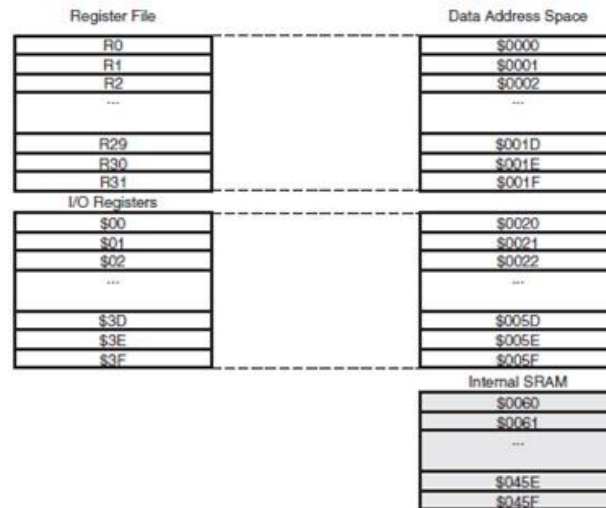 Register File Data Address Space
R0 $0000
R1 $0001
R2 $0002
... ...
R29 $001D
R30 $001E
R31 $001F
I/O Registers
$00 $0020
$01 $0021
$02 $0022
... ...
$3D $005D
$3E $005E
$3F $005F
Internal SRAM
$0060
$0061
...
$045E
$045F